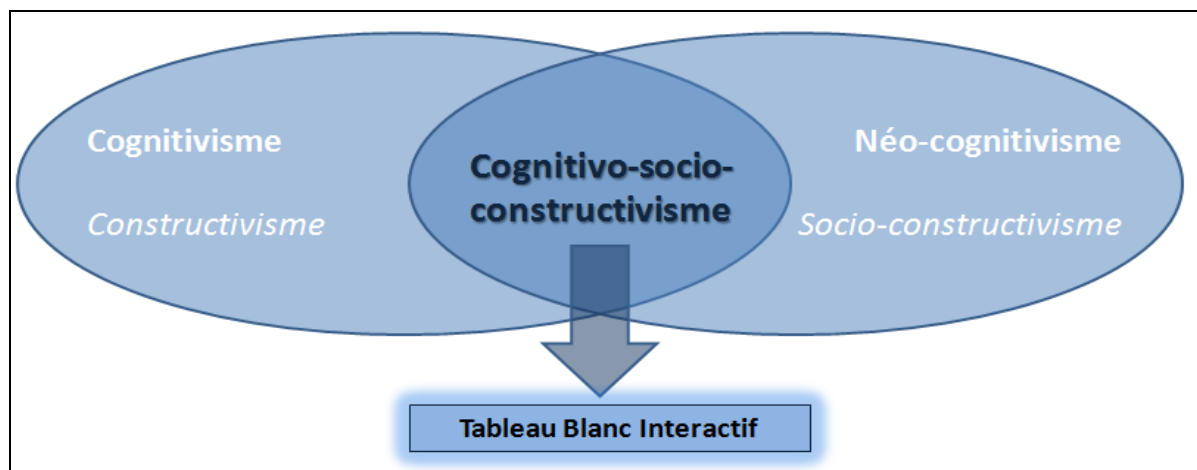 Cognitivisme
Constructivisme
Cognitivo-socio-
constructivisme
Néo-cognitivisme
Socio-constructivisme
Tableau Blanc Interactif